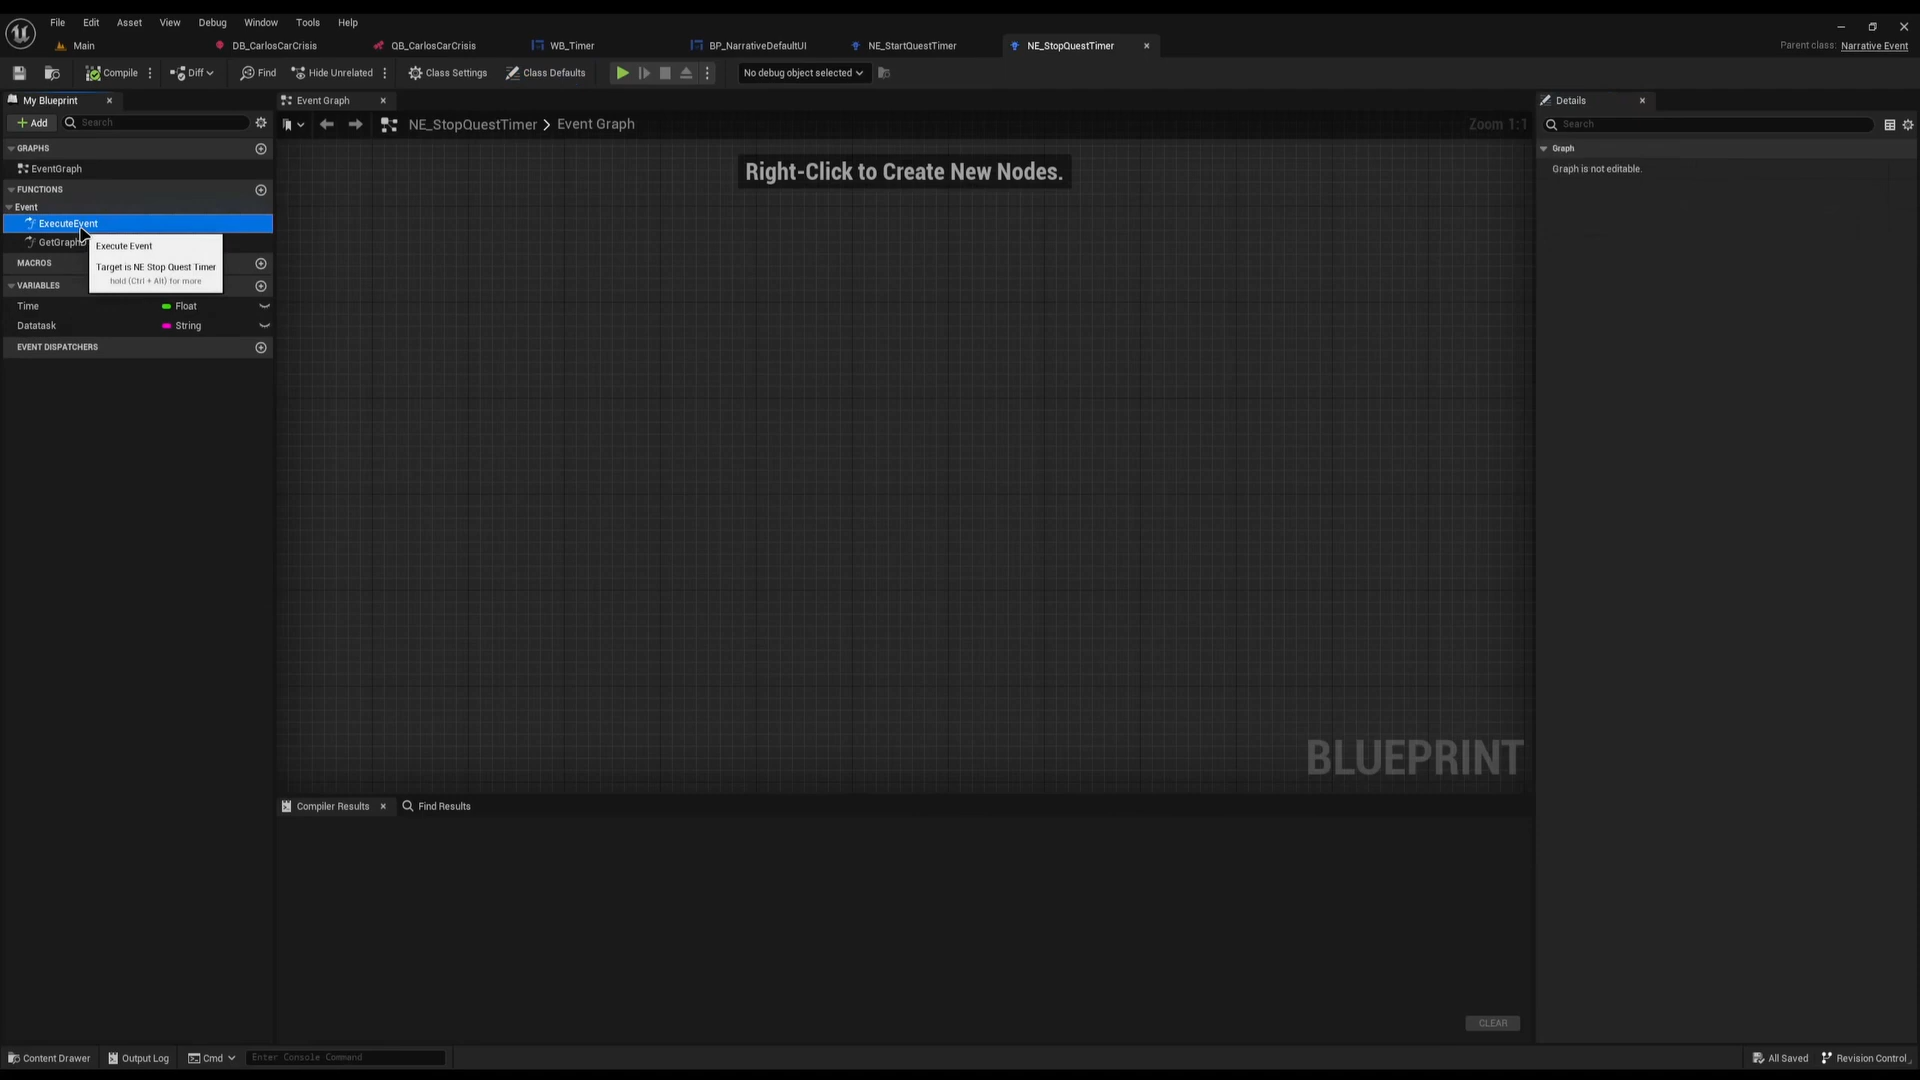 File Edit Asset View Debug Window Tools Help
Main DB_CarlosCarCrisis QB_CarlosCarCrisis WB_Timer BP_NarrativeDefaultUI NE_StartQuestTimer NE_StopQuestTimer
Parent class: Narrative Event
Compile Diff Find Hide Unrelated Class Settings Class Defaults No debug object selected
My Blueprint
Event Graph
Details
Add Search
NE_StopQuestTimer > Event Graph
Zoom 1:1
Search
GRAPHS
Graph
EventGraph
Right-Click to Create New Nodes.
Graph is not editable.
FUNCTIONS
Event
ExecuteEvent
GetGraph
Execute Event
MACROS
Target is NE Stop Quest Timer
hold (Ctrl + Alt) for more
VARIABLES
Time Float
Datatask String
EVENT DISPATCHERS
BLUEPRINT
Compiler Results Find Results
CLEAR
Content Drawer Output Log Cmd Enter Console Command All Saved Revision Control